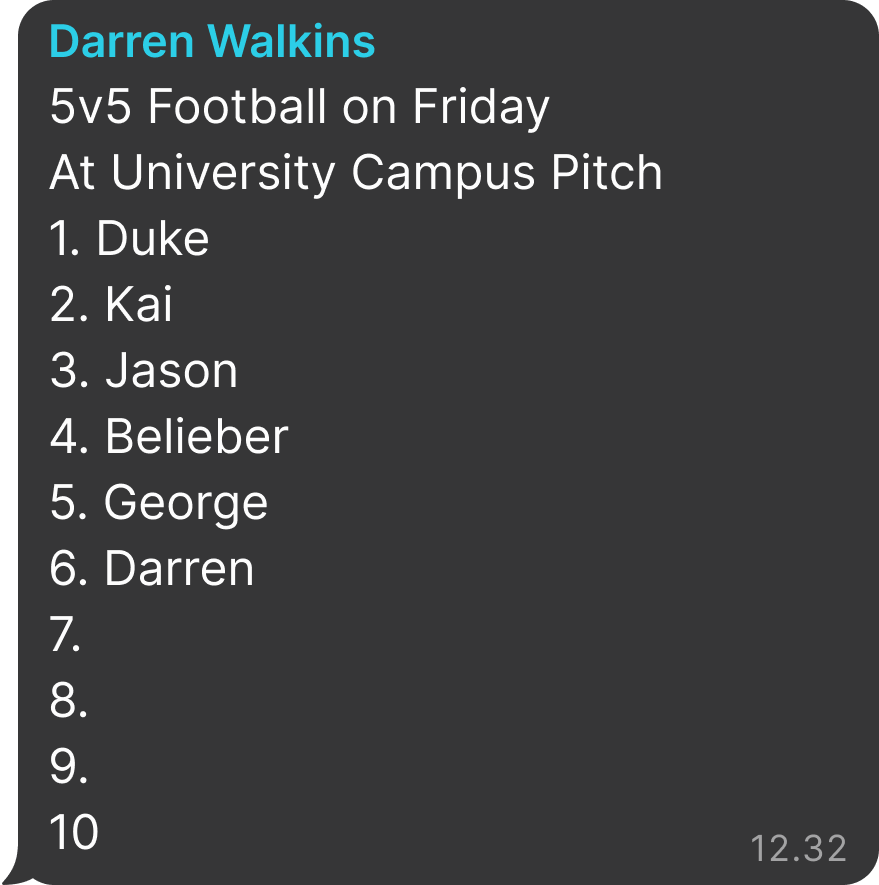 Darren Walkins
5v5 Football on Friday
At University Campus Pitch
1. Duke
2. Kai
3. Jason
4. Belieber
5. George
6. Darren
7.
8.
9.
10
12.32